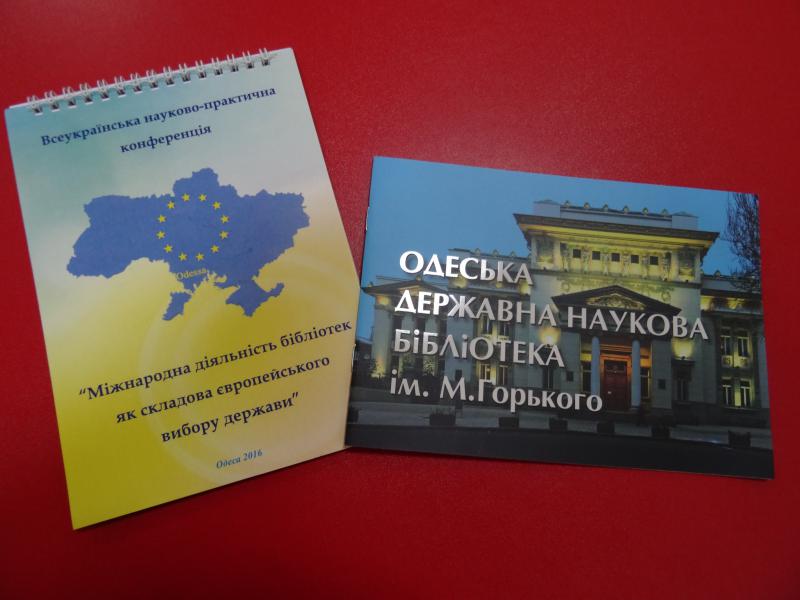 Всеукраїнська науково-практична
конференція
Odessa
“Міжнародна діяльність бібліотек
як складова європейського
вибору держави”
Одеса 2016
ОДЕСЬКА
ДЕРЖАВНА НАУКОВА
БІБЛІОТЕКА
ім. М.Горького